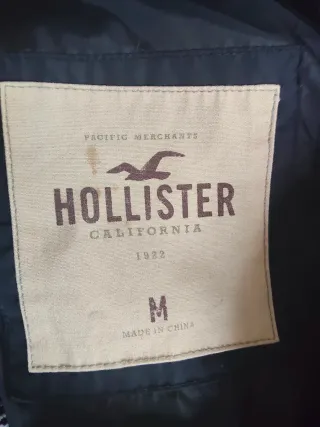 PACIFIC MERCHANTS
HOLLISTER
CALIFORNIA
1922
M
MADE IN CHINA